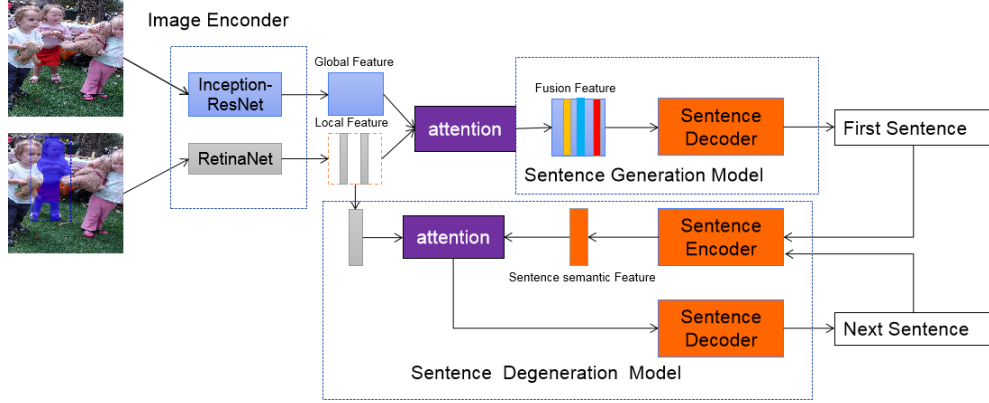 Image Enconder
Inception-
ResNet
RetinaNet
Global Feature
Local Feature
attention
Fusion Feature
Sentence
Decoder
Sentence Generation Model
First Sentence
attention
Sentence semantic Feature
Sentence
Encoder
Sentence
Decoder
Next Sentence
Sentence Degeneration Model